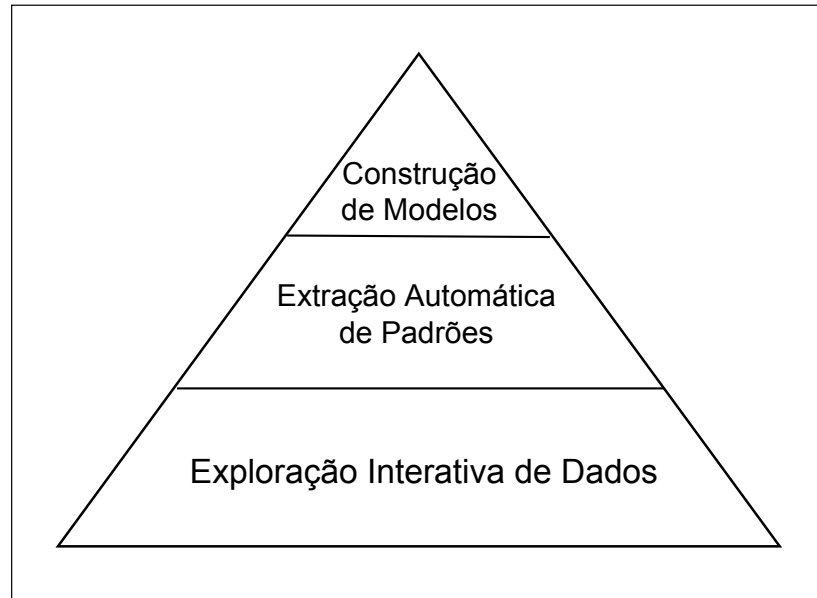 Construção
de Modelos
Extração Automática
de Padrões
Exploração Interativa de Dados